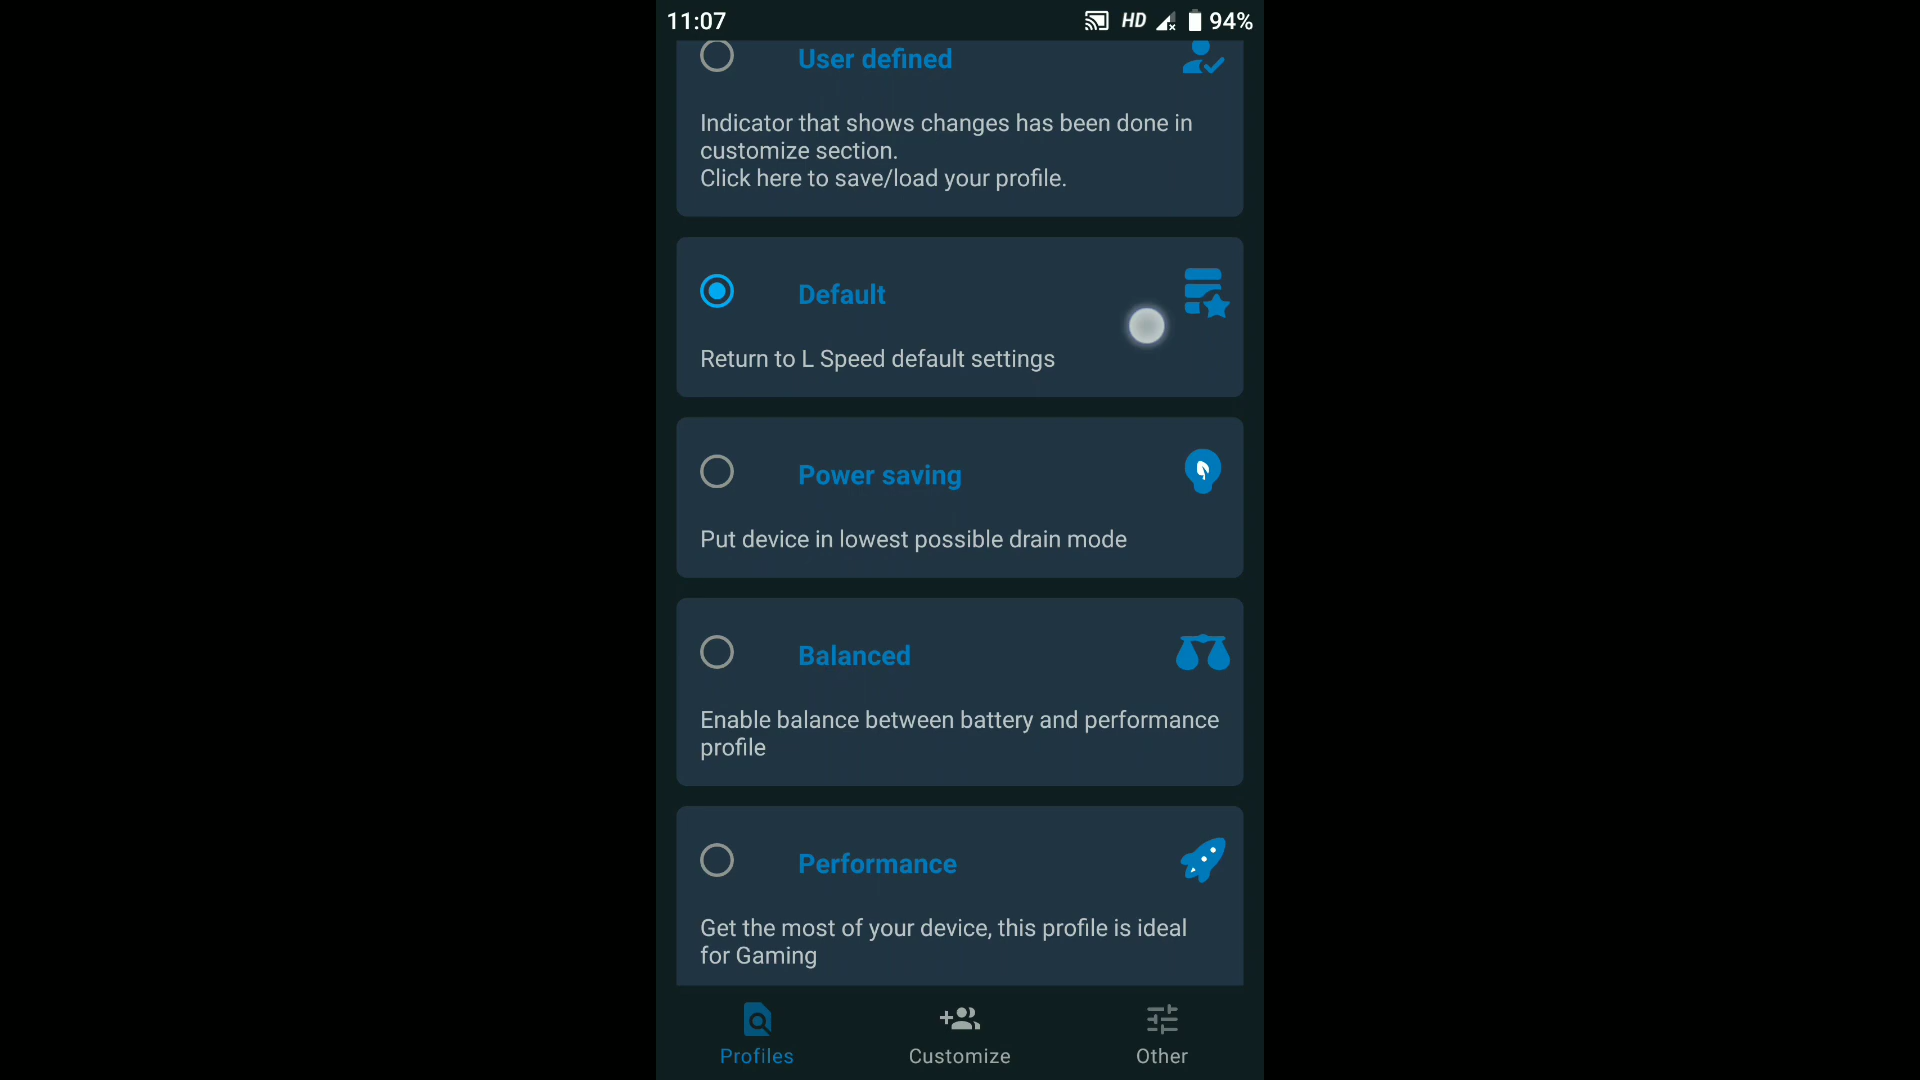 11:07
HD
94%
User defined
Indicator that shows changes has been done in
customize section.
Click here to save/load your profile.
Default
Return to L Speed default settings
Power saving
Put device in lowest possible drain mode
Balanced
Enable balance between battery and performance
profile
Performance
Get the most of your device, this profile is ideal
for Gaming
Profiles
Customize
Other